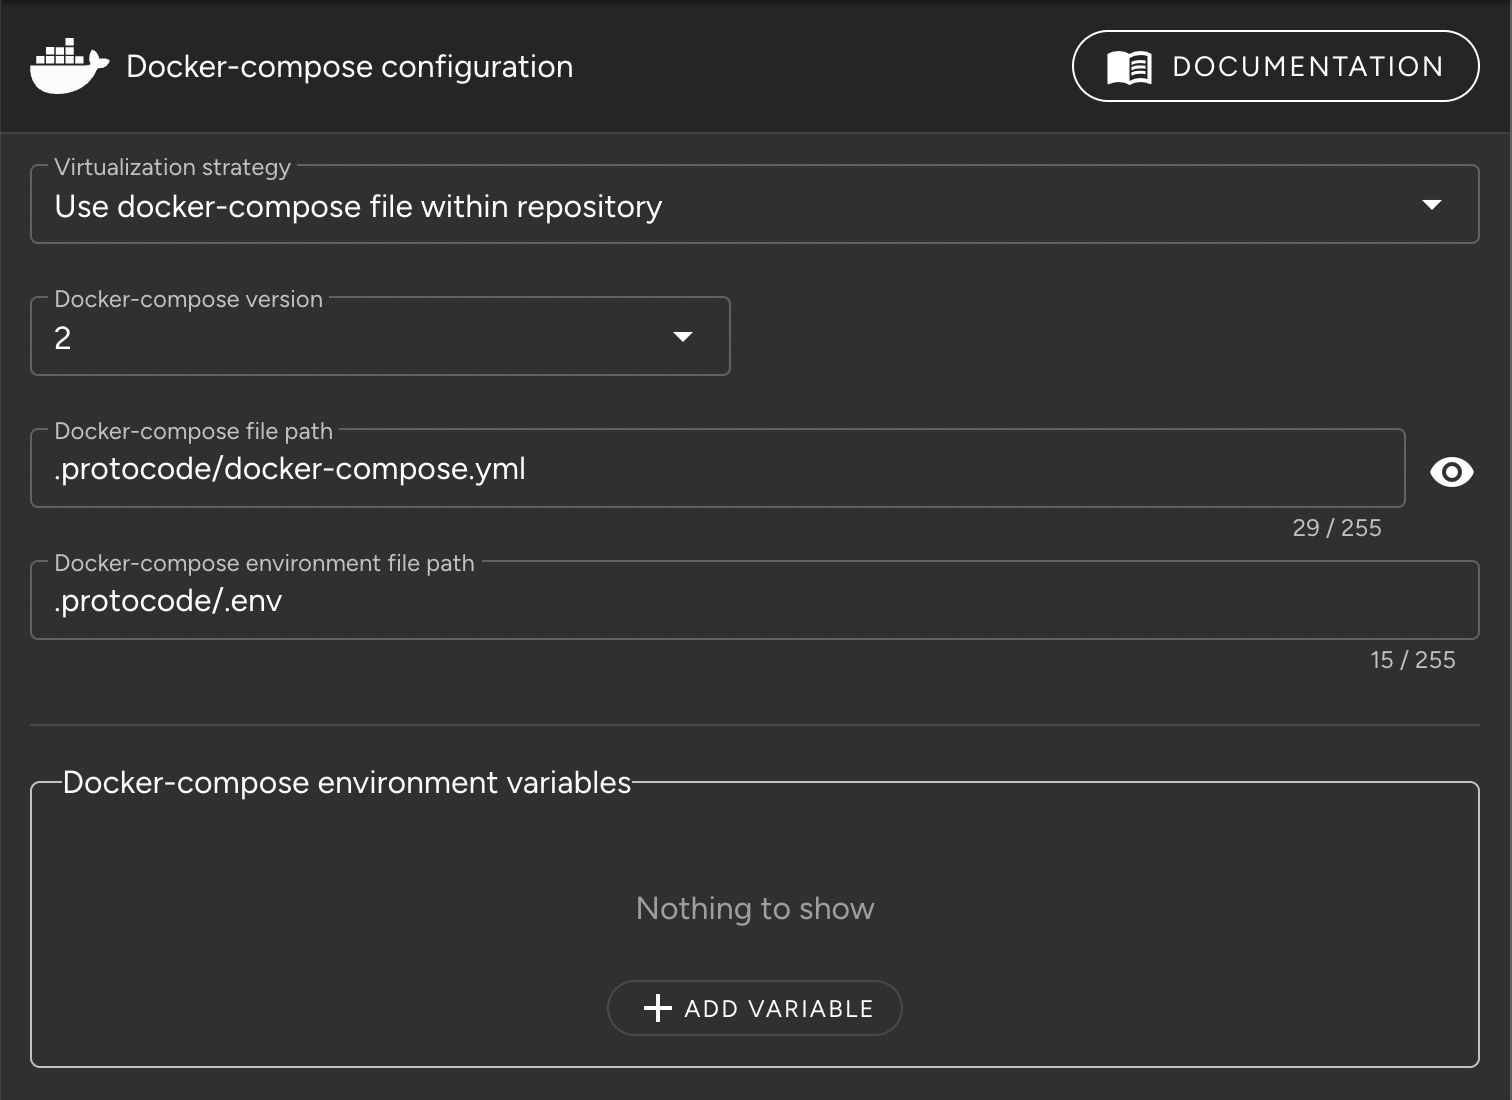 Docker-compose configuration
DOCUMENTATION
Virtualization strategy
Use docker-compose file within repository
Docker-compose version
2
Docker-compose file path
.protocode/docker-compose.yml
29 / 255
Docker-compose environment file path
.protocode/.env
15 / 255
Docker-compose environment variables
Nothing to show
ADD VARIABLE